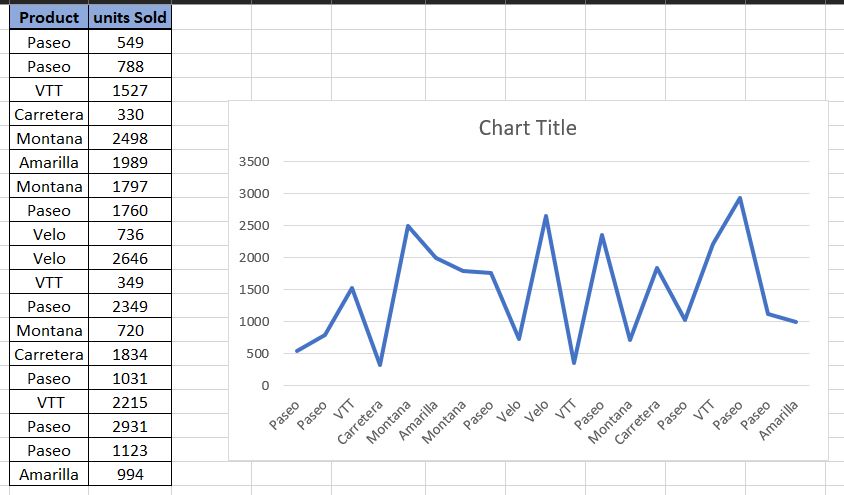 Product units Sold
Paseo 549
Paseo 788
VTT 1527
Carretera 330
Montana 2498
Amarilla 1989
Montana 1797
Paseo 1760
Velo 736
Velo 2646
VTT 349
Paseo 2349
Montana 720
Carretera 1834
Paseo 1031
VTT 2215
Paseo 2931
Paseo 1123
Amarilla 994
Chart Title
3500
3000
2500
2000
1500
1000
500
0
Paseo Paseo VTT Carretera Montana Amarilla Montana Paseo Velo Velo VTT Paseo Montana Carretera Paseo VTT Paseo Paseo Amarilla